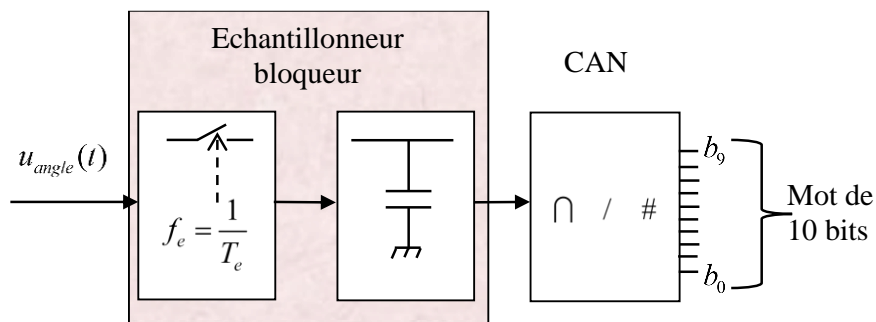 Echantillonneur
bloqueur
CAN
u_angle(t)
f_e = 1/T_e
∩ / #
b_9
b_0
Mot de
10 bits